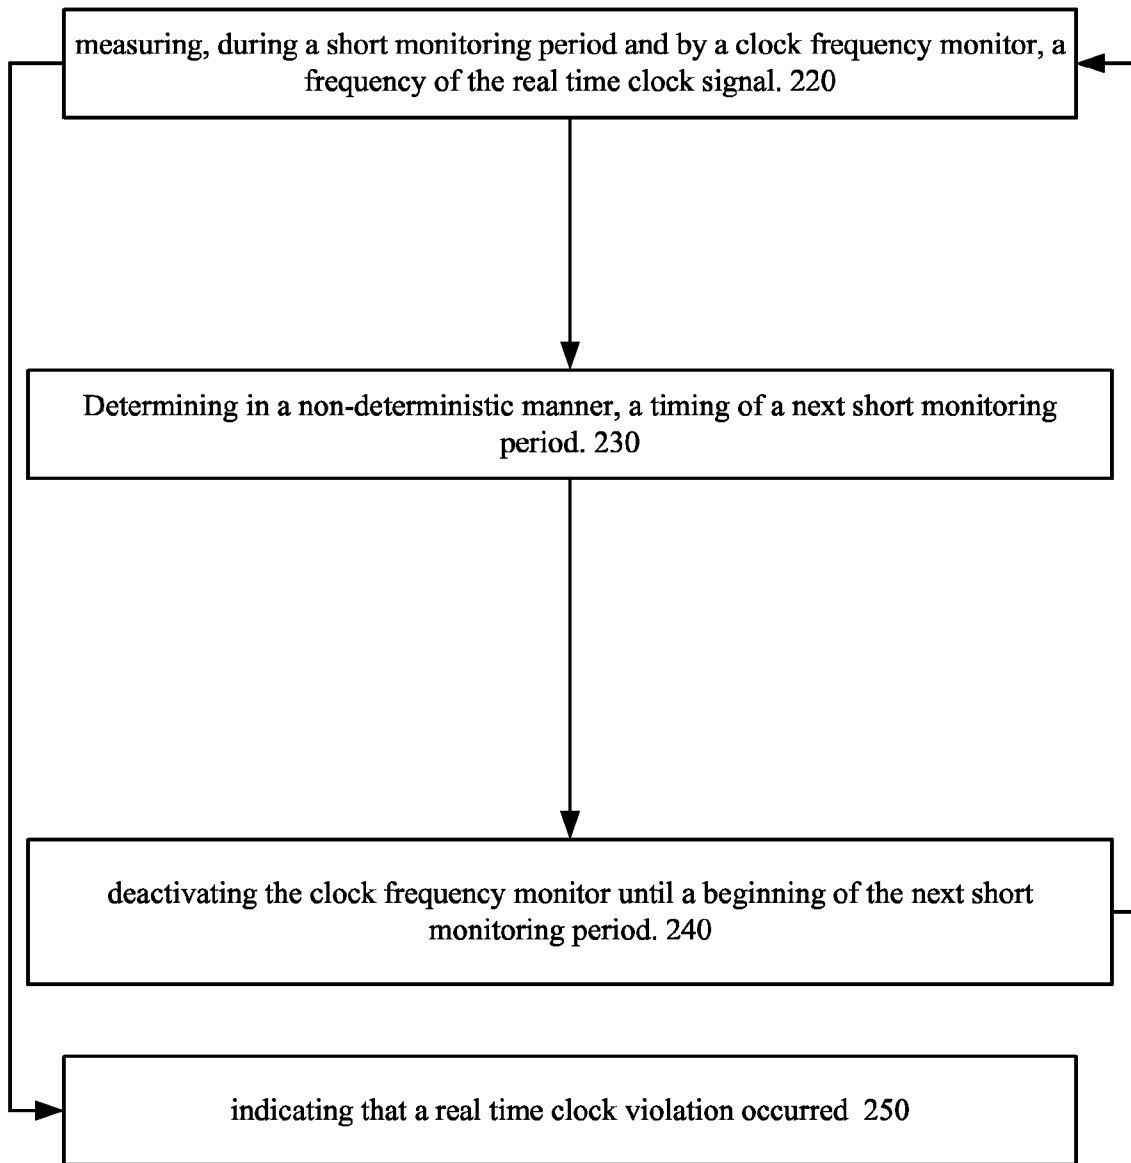 measuring, during a short monitoring period and by a clock frequency monitor, a
frequency of the real time clock signal. 220
Determining in a non-deterministic manner, a timing of a next short monitoring
period. 230
deactivating the clock frequency monitor until a beginning of the next short
monitoring period. 240
indicating that a real time clock violation occurred  250